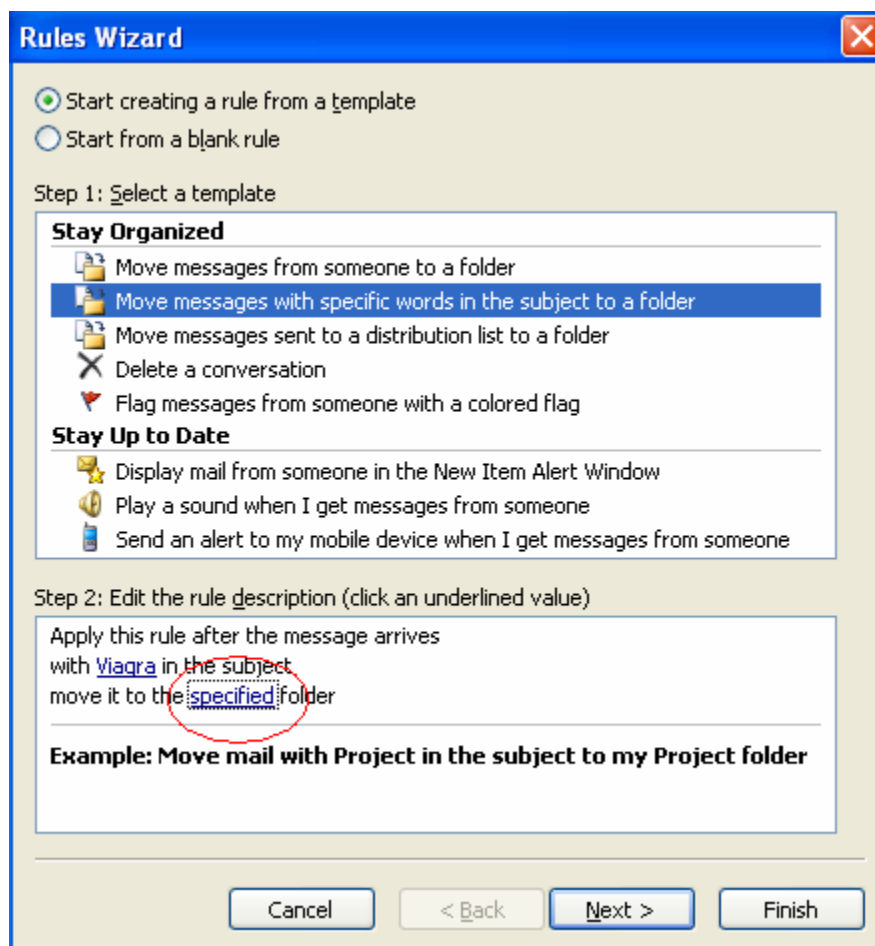 Rules Wizard
Start creating a rule from a template
Start from a blank rule
Step 1: Select a template
Stay Organized
Move messages from someone to a folder
Move messages with specific words in the subject to a folder
Move messages sent to a distribution list to a folder
Delete a conversation
Flag messages from someone with a colored flag
Stay Up to Date
Display mail from someone in the New Item Alert Window
Play a sound when I get messages from someone
Send an alert to my mobile device when I get messages from someone
Step 2: Edit the rule description (click an underlined value)
Apply this rule after the message arrives
with Viagra in the subject
move it to the specified folder
Example: Move mail with Project in the subject to my Project folder
Cancel < Back Next > Finish